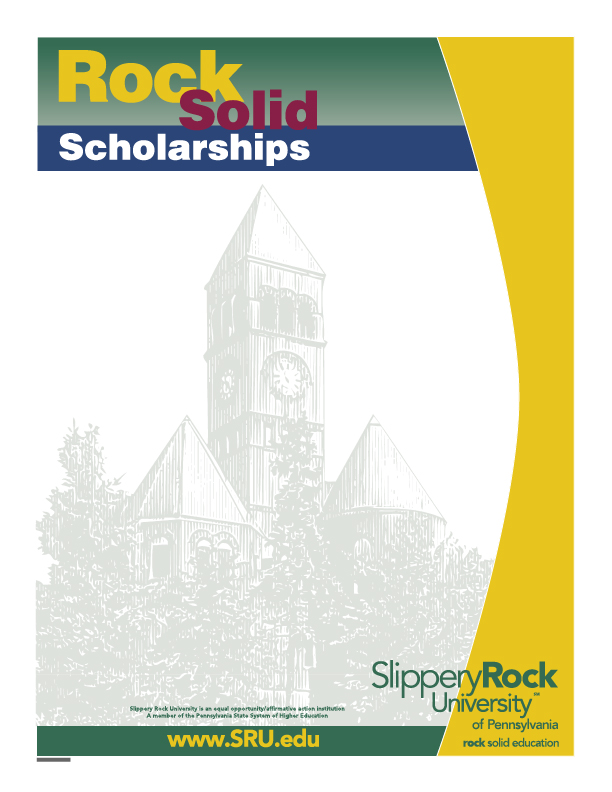 Rock
Solid
Scholarships
SlipperyRock
University℠
of Pennsylvania
rock solid education
Slippery Rock University is an equal opportunity/affirmative action institution
A member of the Pennsylvania State System of Higher Education
www.SRU.edu